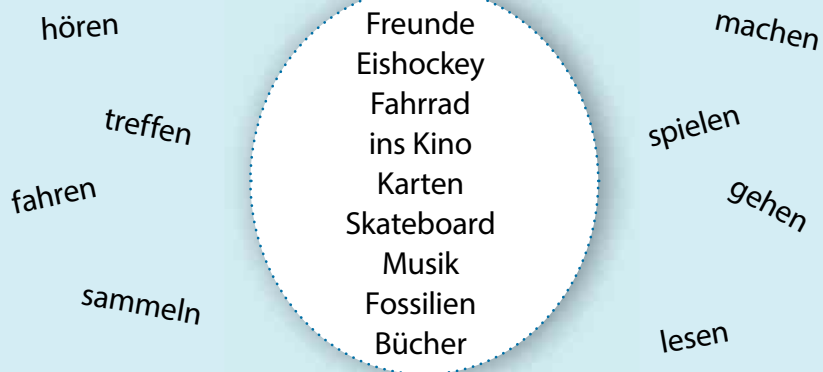 hören
treffen
fahren
sammeln
Freunde
Eishockey
Fahrrad
ins Kino
Karten
Skateboard
Musik
Fossilien
Bücher
machen
spielen
gehen
lesen